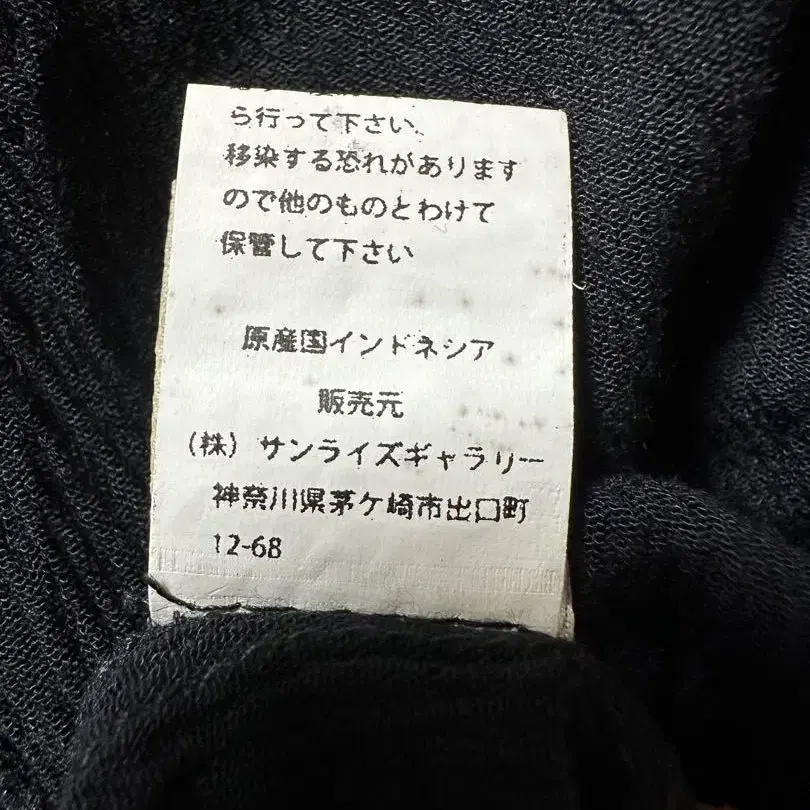 ら行って下さい。
移染する恐れがあります
ので他のものとわけて
保管して下さい
原産国インドネシア
販売元
(株) サンライズギャラリー
神奈川県茅ケ崎市出口町
12-68